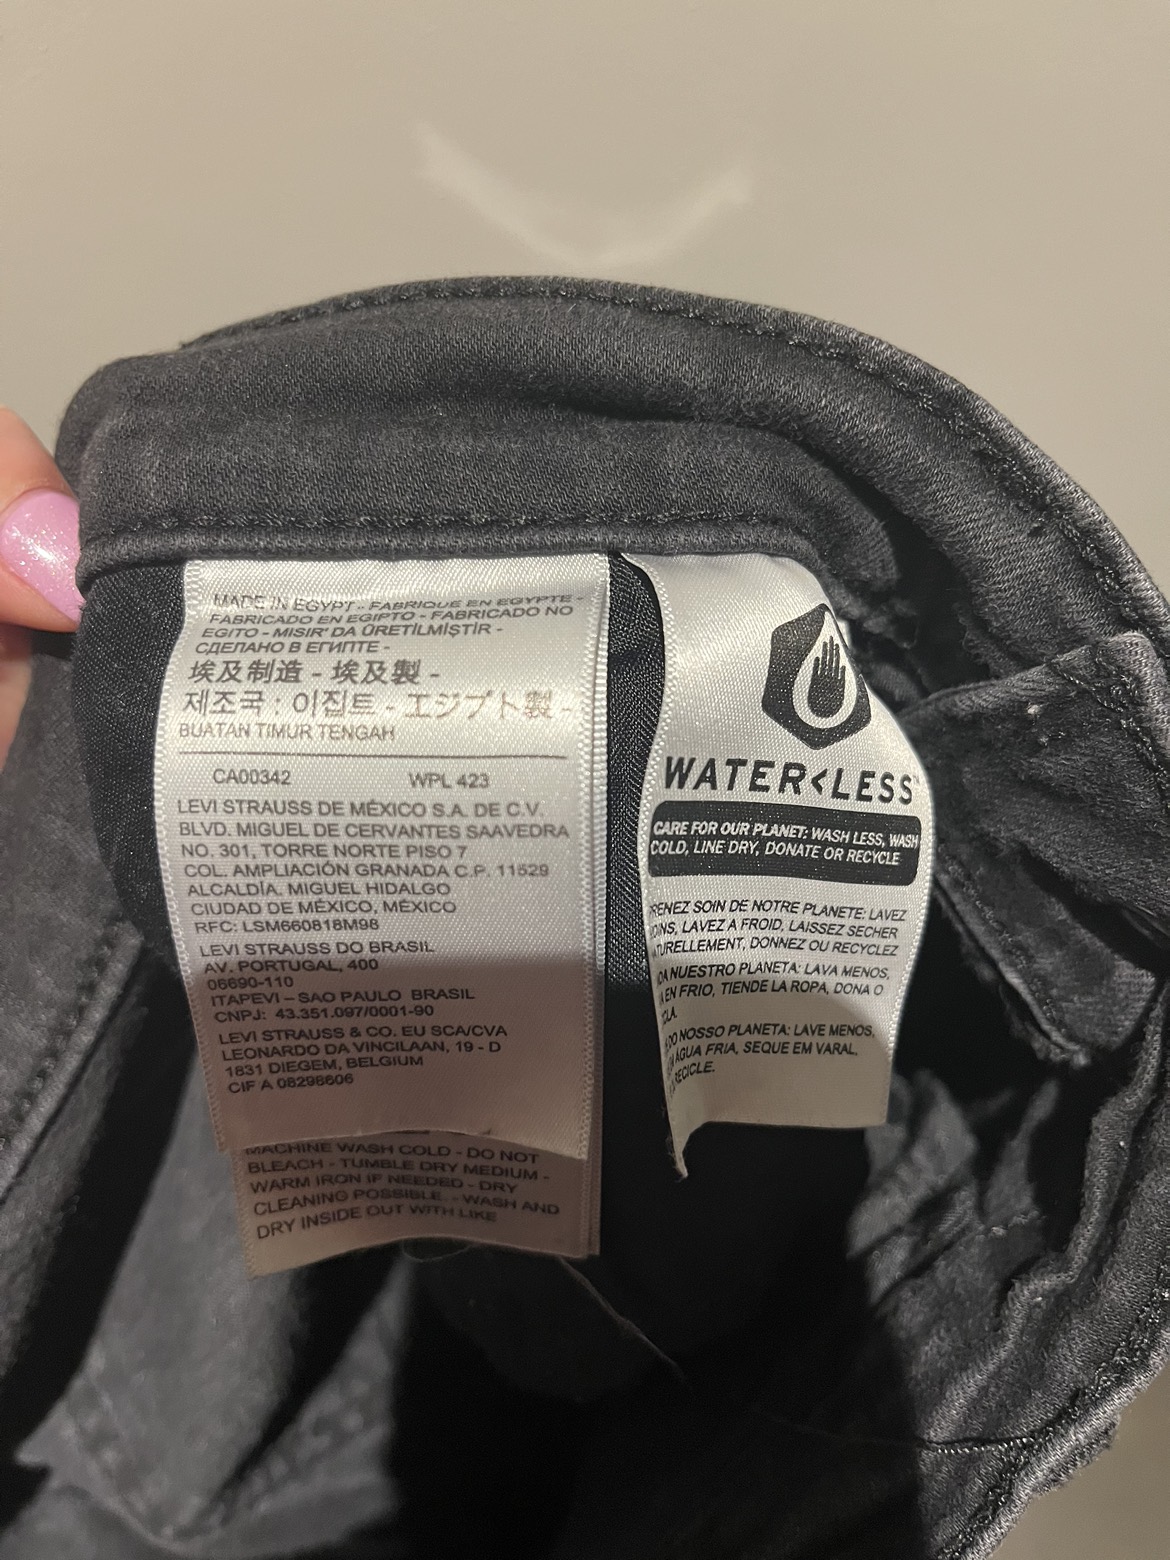 MADE IN EGYPT - FABRIQUE EN EGYPTE -
FABRICADO EN EGIPTO - FABRICADO NO
EGITO - MISIR' DA ÜRETİLMİŞTİR -
СДЕЛАНО В ЕГИПТЕ -
埃及制造 - 埃及製 -
제조국 : 이집트 - エジプト製 -
BUATAN TIMUR TENGAH
CA00342 WPL 423
LEVI STRAUSS DE MÉXICO S.A. DE C.V.
BLVD. MIGUEL DE CERVANTES SAAVEDRA
NO. 301, TORRE NORTE PISO 7
COL. AMPLIACIÓN GRANADA C.P. 11529
ALCALDÍA. MIGUEL HIDALGO
CIUDAD DE MÉXICO, MÉXICO
RFC: LSM660818M98
LEVI STRAUSS DO BRASIL
AV. PORTUGAL, 400
06690-110
ITAPEVI – SAO PAULO BRASIL
CNPJ: 43.351.097/0001-90
LEVI STRAUSS & CO. EU SCA/CVA
LEONARDO DA VINCILAAN, 19 - D
1831 DIEGEM, BELGIUM
CIF A 08298606
MACHINE WASH COLD - DO NOT
BLEACH - TUMBLE DRY MEDIUM -
WARM IRON IF NEEDED - DRY
CLEANING POSSIBLE. - WASH AND
DRY INSIDE OUT WITH LIKE
WATER<LESS™
CARE FOR OUR PLANET: WASH LESS, WASH
COLD, LINE DRY, DONATE OR RECYCLE
SOIN DE NOTRE PLANETE: LAVEZ
LAVEZ A FROID, LAISSEZ SECHER
DONNEZ OU RECYCLEZ
NUESTRO PLANETA: LAVA MENOS,
EN FRIO, TIENDE LA ROPA, DONA O
NOSSO PLANETA: LAVE MENOS,
AGUA FRIA, SEQUE EM VARAL,
RECICLE.